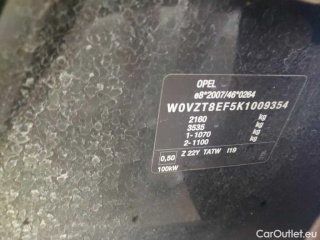 OPEL
e8*2007/46*0264
W0VZT8EF5K1009354
2160 kg
3535 kg
1-1070 kg
2-1100 kg
0,50 Z 22Y TATW I19
100kW
CarOutlet.eu